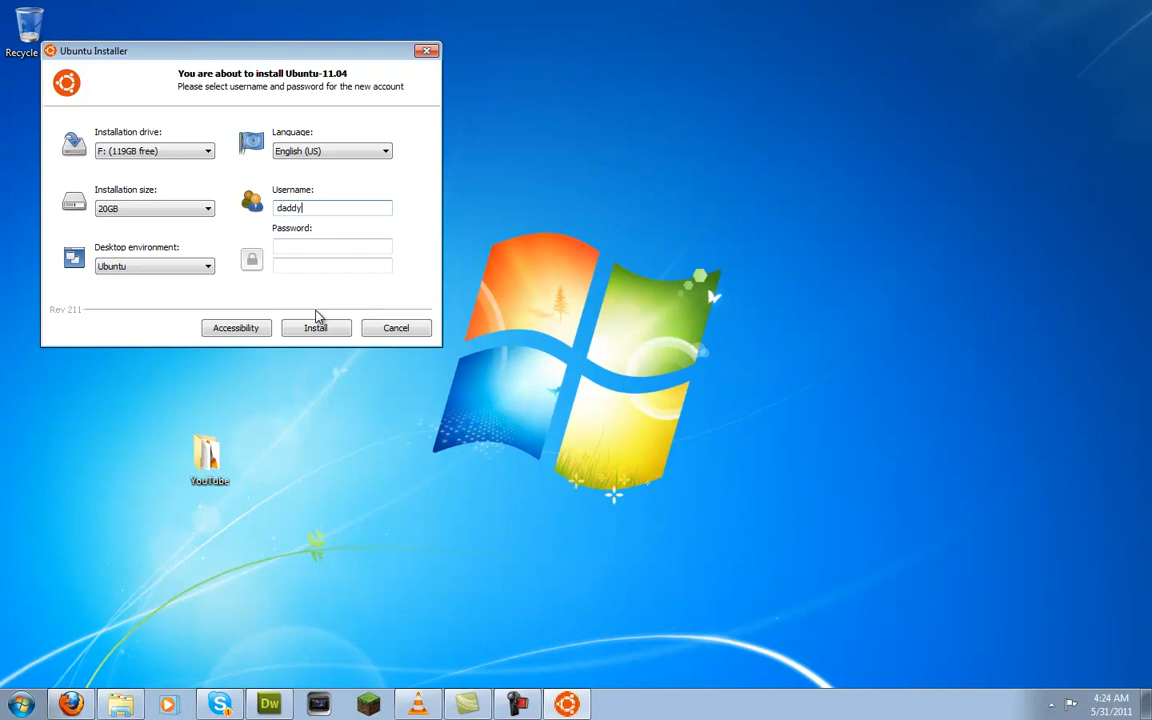 Recycle
Ubuntu Installer
You are about to install Ubuntu-11.04
Please select username and password for the new account
Installation drive:
F: (119GB free)
Language:
English (US)
Installation size:
20GB
Username:
daddy
Password:
Desktop environment:
Ubuntu
Rev 211
Accessibility
Install
Cancel
YouTube
Dw
4:24 AM
5/31/2011